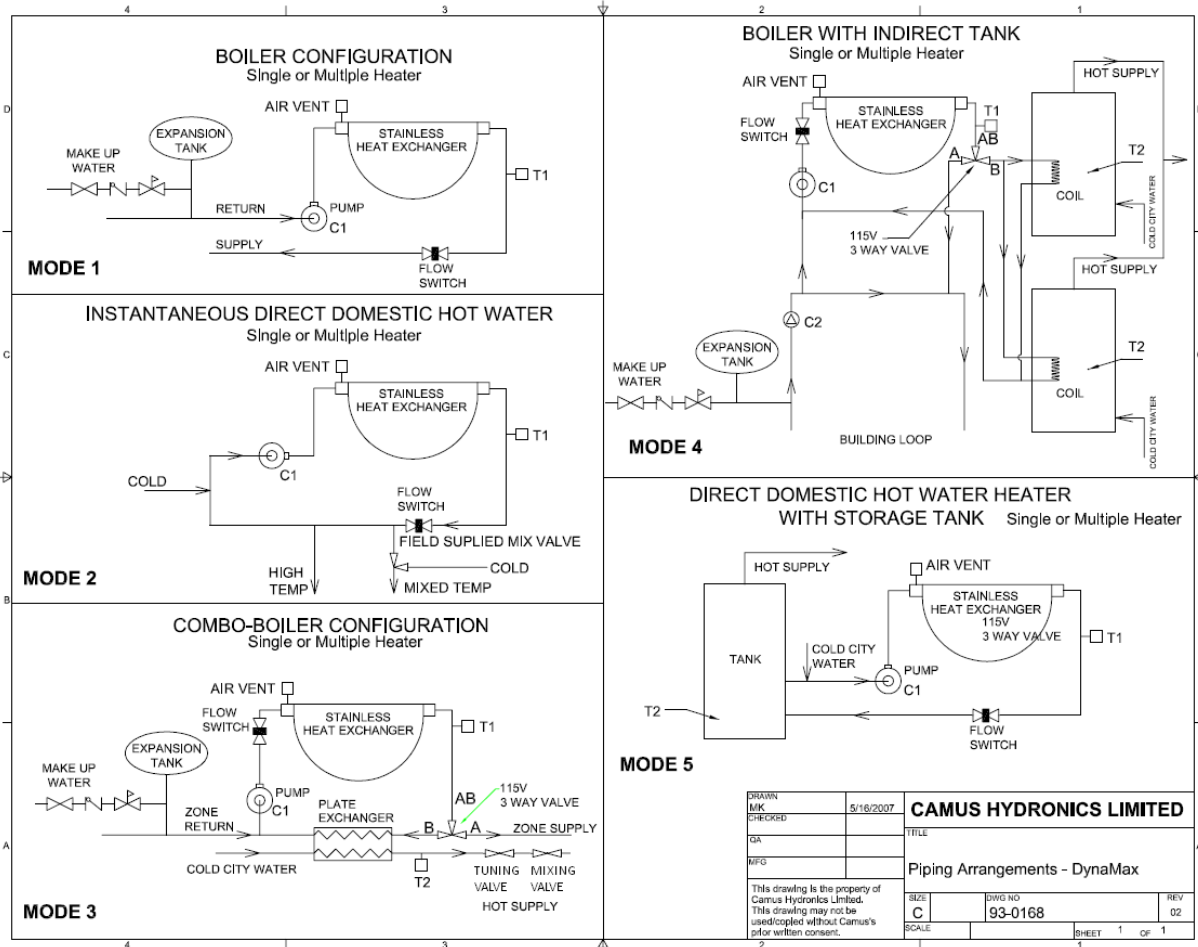 4
3
2
1
D
C
B
A
BOILER CONFIGURATION
Single or Multiple Heater
AIR VENT
EXPANSION
TANK
STAINLESS
HEAT EXCHANGER
MAKE UP
WATER
T1
RETURN
PUMP
C1
SUPPLY
FLOW
SWITCH
MODE 1
INSTANTANEOUS DIRECT DOMESTIC HOT WATER
Single or Multiple Heater
AIR VENT
STAINLESS
HEAT EXCHANGER
T1
C1
COLD
FLOW
SWITCH
FIELD SUPLIED MIX VALVE
COLD
HIGH
TEMP
MIXED TEMP
MODE 2
COMBO-BOILER CONFIGURATION
Single or Multiple Heater
AIR VENT
FLOW
SWITCH
STAINLESS
HEAT EXCHANGER
T1
EXPANSION
TANK
MAKE UP
WATER
PUMP
C1
PLATE
EXCHANGER
AB
115V
3 WAY VALVE
ZONE
RETURN
B
A
ZONE SUPPLY
COLD CITY WATER
T2
TUNING
VALVE
MIXING
VALVE
HOT SUPPLY
MODE 3
BOILER WITH INDIRECT TANK
Single or Multiple Heater
AIR VENT
HOT SUPPLY
FLOW
SWITCH
STAINLESS
HEAT EXCHANGER
T1
AB
A
B
T2
C1
COIL
COLD CITY WATER
115V
3 WAY VALVE
HOT SUPPLY
C2
EXPANSION
TANK
MAKE UP
WATER
T2
COIL
COLD CITY WATER
BUILDING LOOP
MODE 4
DIRECT DOMESTIC HOT WATER HEATER
WITH STORAGE TANK Single or Multiple Heater
HOT SUPPLY
AIR VENT
STAINLESS
HEAT EXCHANGER
115V
3 WAY VALVE
T1
TANK
COLD CITY
WATER
PUMP
C1
T2
FLOW
SWITCH
MODE 5
DRAWN
MK 5/16/2007
CHECKED
QA
MFG
CAMUS HYDRONICS LIMITED
TITLE
Piping Arrangements - DynaMax
This drawing is the property of
Camus Hydronics Limited.
This drawing may not be
used/copied without Camus's
prior written consent.
SIZE
C
DWG NO
93-0168
REV
02
SCALE
SHEET 1 OF 1
4
3
2
1